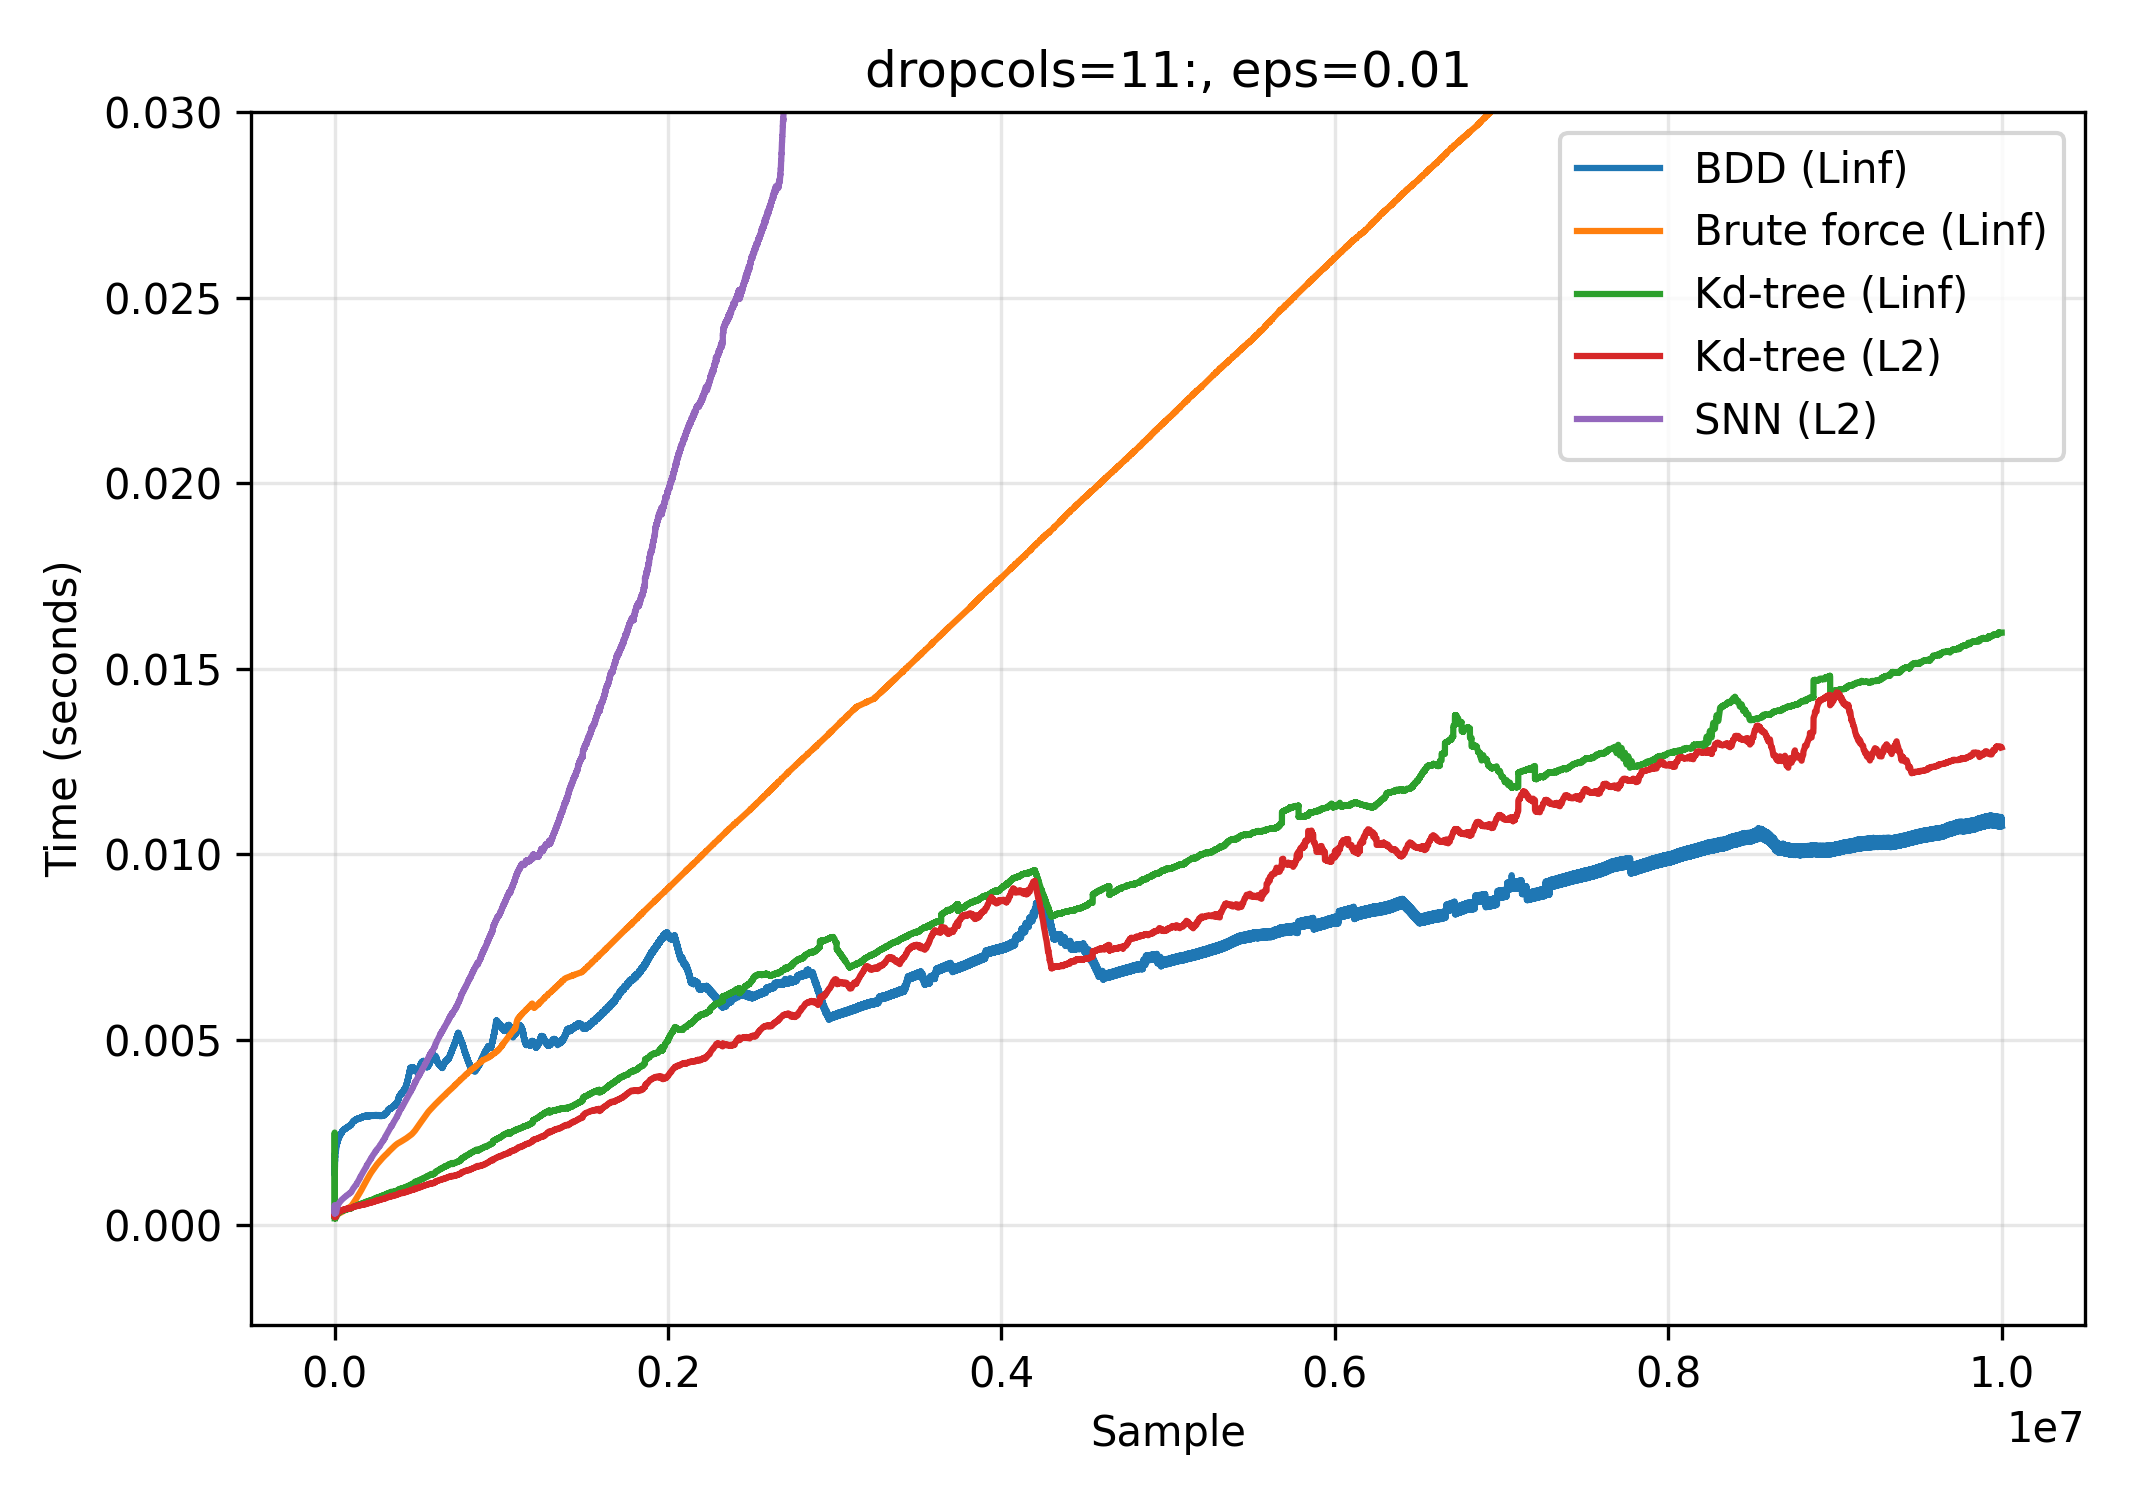 dropcols=11:, eps=0.01
0.030
0.025
0.020
0.015
0.010
0.005
0.000
Time (seconds)
BDD (Linf)
Brute force (Linf)
Kd-tree (Linf)
Kd-tree (L2)
SNN (L2)
0.0 0.2 0.4 0.6 0.8 1.0
1e7
Sample